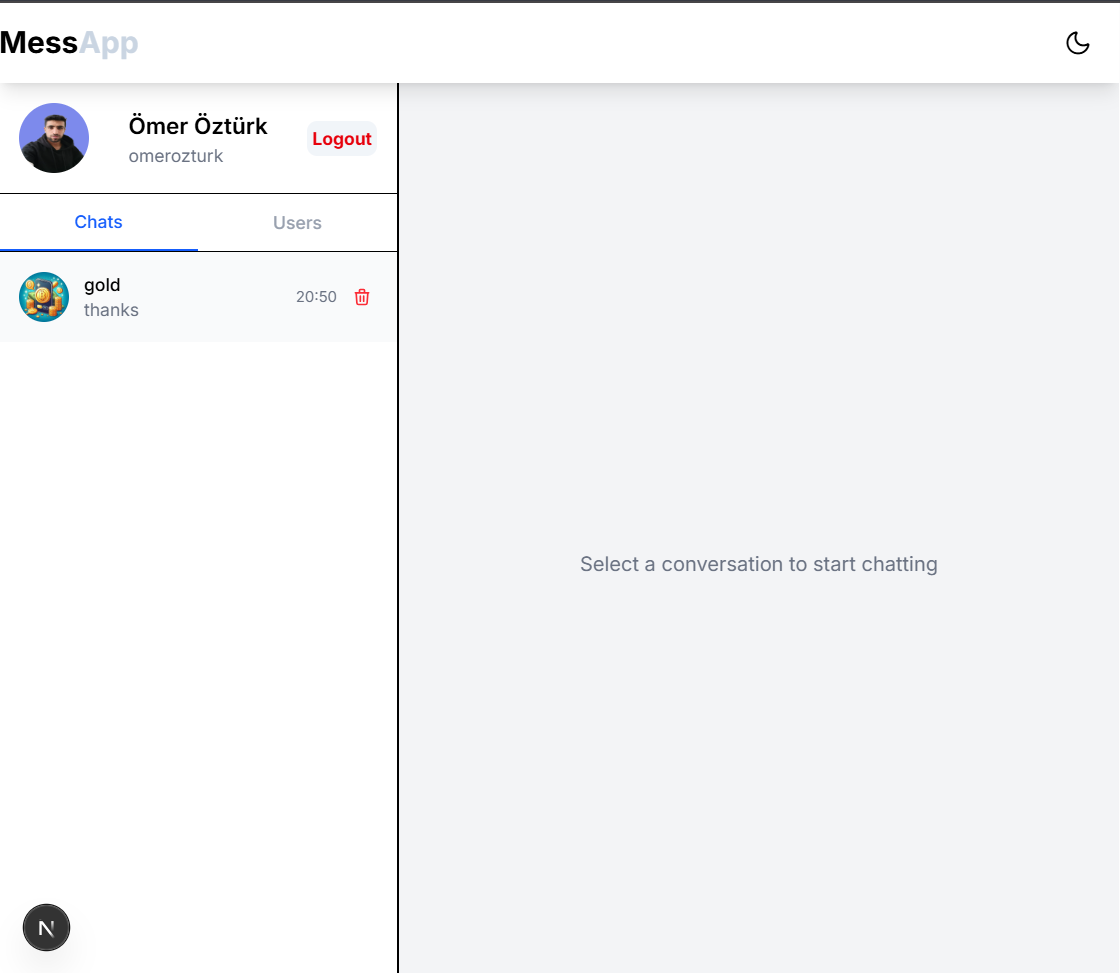 MessApp
Ömer Öztürk
omerozturk
Logout
Chats
Users
gold
thanks
20:50
Select a conversation to start chatting
N